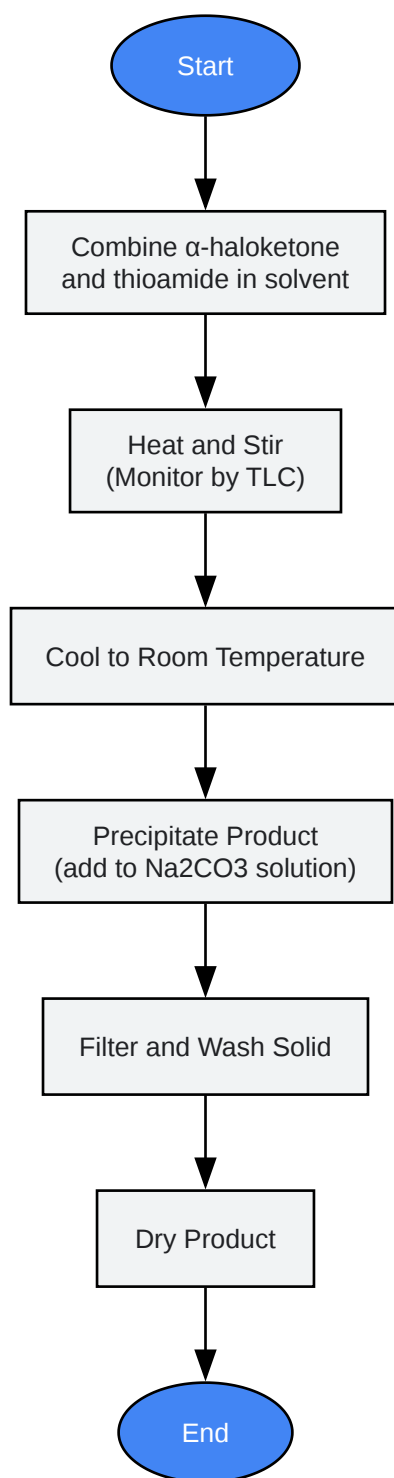 Start
Combine α-haloketone
and thioamide in solvent
Heat and Stir
(Monitor by TLC)
Cool to Room Temperature
Precipitate Product
(add to Na2CO3 solution)
Filter and Wash Solid
Dry Product
End